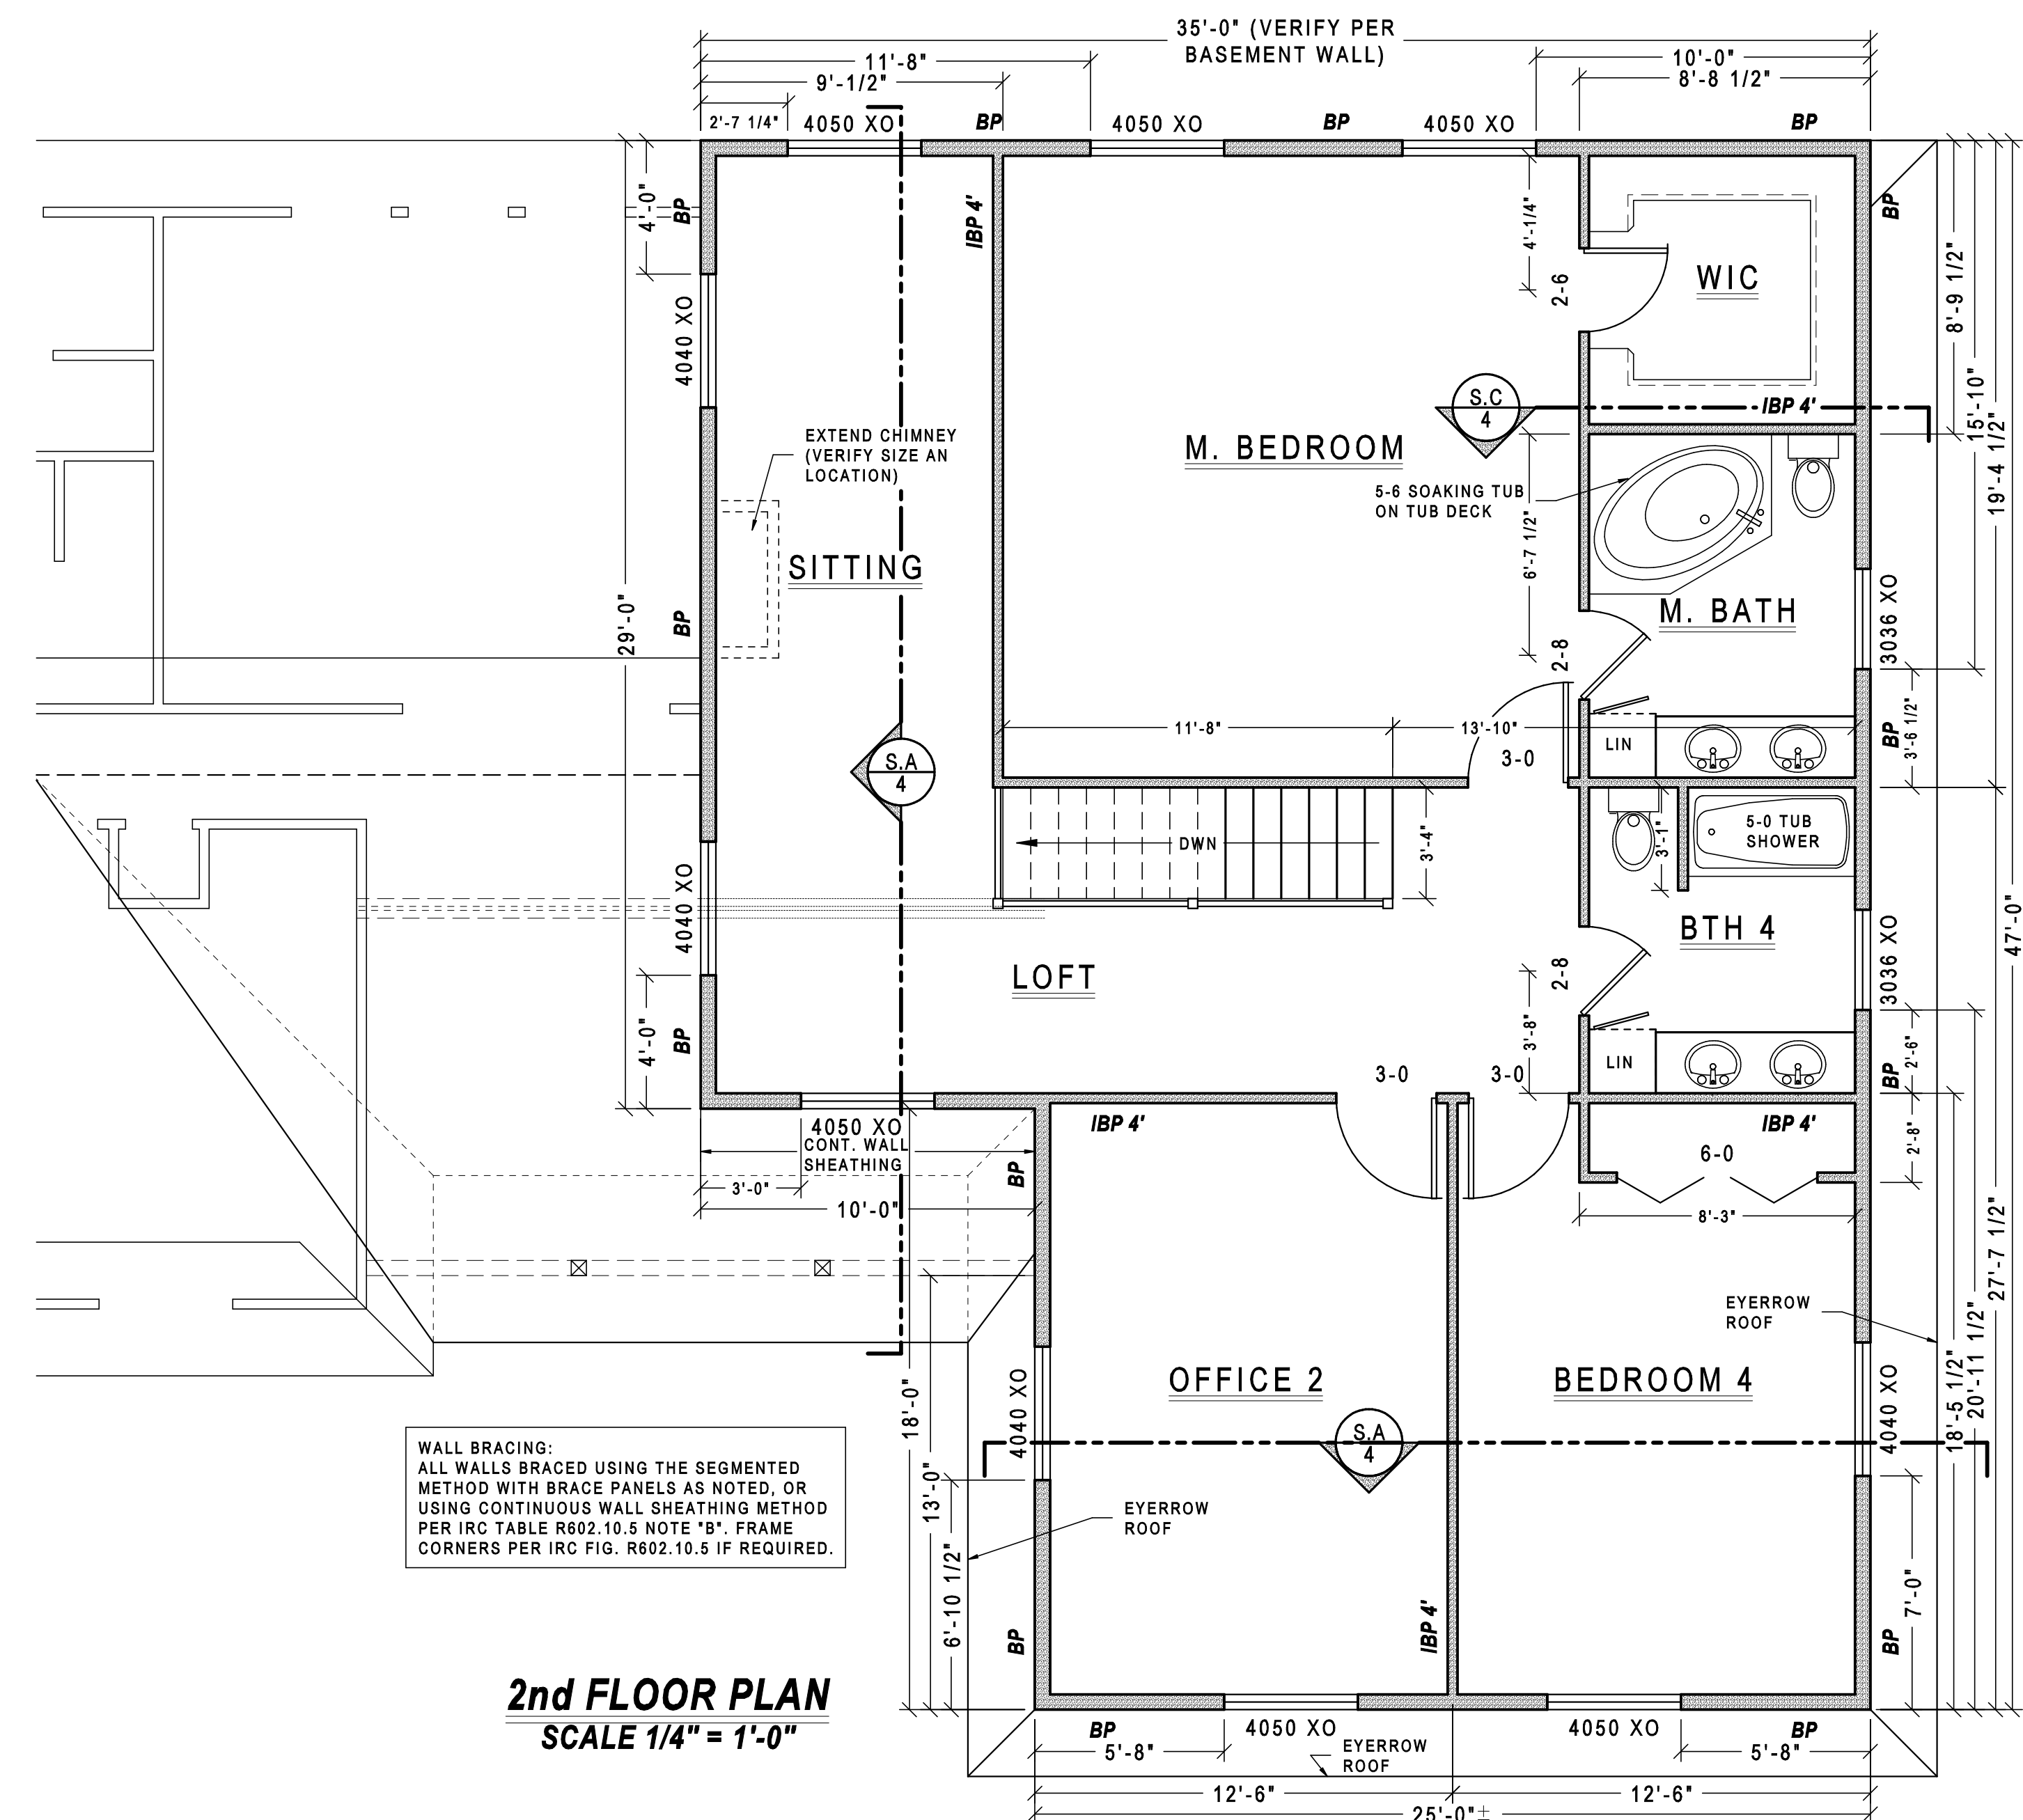 35'-0" (VERIFY PER
BASEMENT WALL)
11'-8"
10'-0"
9'-1/2"
8'-8 1/2"
2'-7 1/4"
4050 XO
BP
4050 XO
BP
4050 XO
BP
4'-0"
BP
IBP 4'
4'-1/4"
BP
2-6
WIC
8'-9 1/2"
4040 XO
S.C
4
IBP 4'
15'-10"
19'-4 1/2"
EXTEND CHIMNEY
(VERIFY SIZE AN
LOCATION)
M. BEDROOM
5-6 SOAKING TUB
ON TUB DECK
6'-7 1/2"
SITTING
29'-0"
BP
M. BATH
3036 XO
2-8
11'-8"
13'-10"
3-0
LIN
BP
3'-6 1/2"
S.A
4
DWN
3'-4"
3'-1"
5-0 TUB
SHOWER
4040 XO
BTH 4
3036 XO
47'-0"
LOFT
2-8
3'-8"
4'-0"
BP
3-0
3-0
LIN
BP
2'-6"
4050 XO
CONT. WALL
SHEATHING
IBP 4'
IBP 4'
2'-8"
6-0
BP
3'-0"
10'-0"
8'-3"
27'-7 1/2"
EYERROW
ROOF
18'-5 1/2"
20'-11 1/2"
OFFICE 2
BEDROOM 4
4040 XO
4040 XO
18'-0"
S.A
4
WALL BRACING:
ALL WALLS BRACED USING THE SEGMENTED
METHOD WITH BRACE PANELS AS NOTED, OR
USING CONTINUOUS WALL SHEATHING METHOD
PER IRC TABLE R602.10.5 NOTE "B". FRAME
CORNERS PER IRC FIG. R602.10.5 IF REQUIRED.
13'-0"
6'-10 1/2"
EYERROW
ROOF
7'-0"
BP
IBP 4'
BP
2nd FLOOR PLAN
SCALE 1/4" = 1'-0"
BP
4050 XO
4050 XO
BP
5'-8"
EYERROW
ROOF
5'-8"
12'-6"
12'-6"
25'-0"±